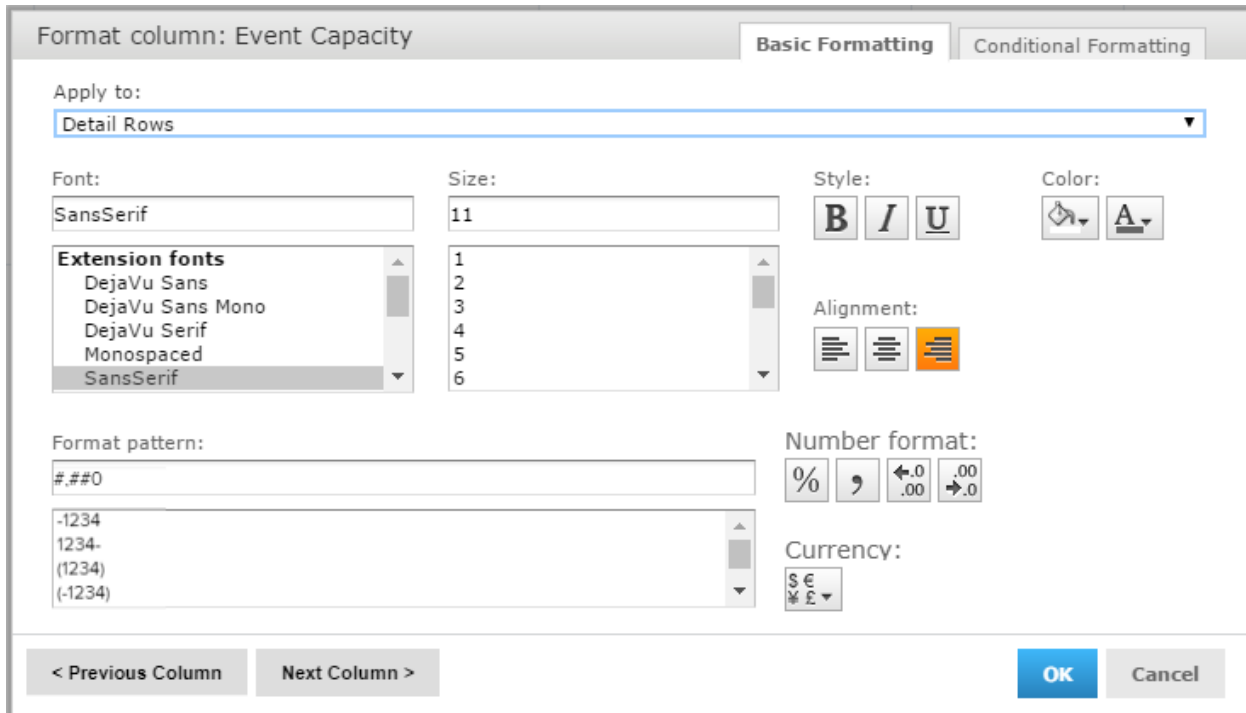 Format column: Event Capacity
Basic Formatting
Conditional Formatting
Apply to:
Detail Rows
Font:
Size:
Style:
Color:
SansSerif
11
B I U
A
Extension fonts
DejaVu Sans
DejaVu Sans Mono
DejaVu Serif
Monospaced
SansSerif
1
2
3
4
5
6
Alignment:
Format pattern:
#,##0
-1234
1234-
(1234)
(-1234)
Number format:
% , .0 .00 .00 .0
Currency:
$ €
¥ £
< Previous Column
Next Column >
OK
Cancel